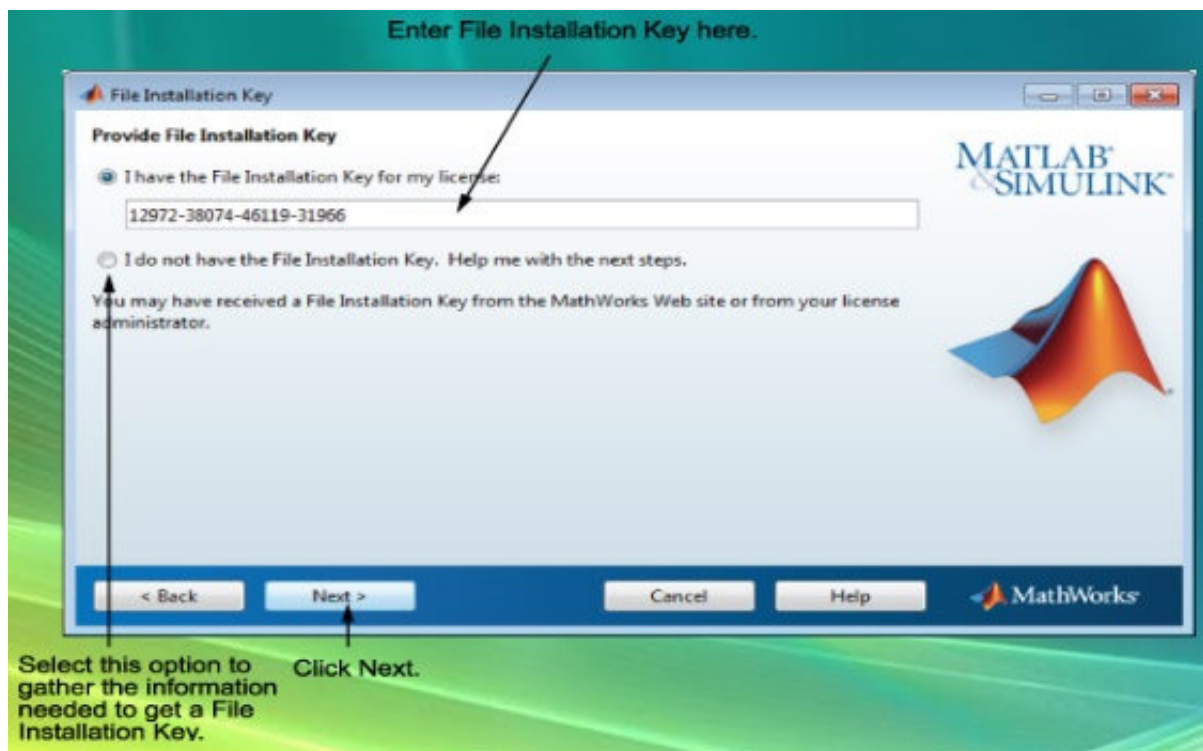 Enter File Installation Key here.
File Installation Key
Provide File Installation Key
MATLAB
&SIMULINK
I have the File Installation Key for my license:
12972-38074-46119-31966
I do not have the File Installation Key. Help me with the next steps.
You may have received a File Installation Key from the MathWorks Web site or from your license
administrator.
< Back
Next >
Cancel
Help
MathWorks
Select this option to
gather the information
needed to get a File
Installation Key.
Click Next.